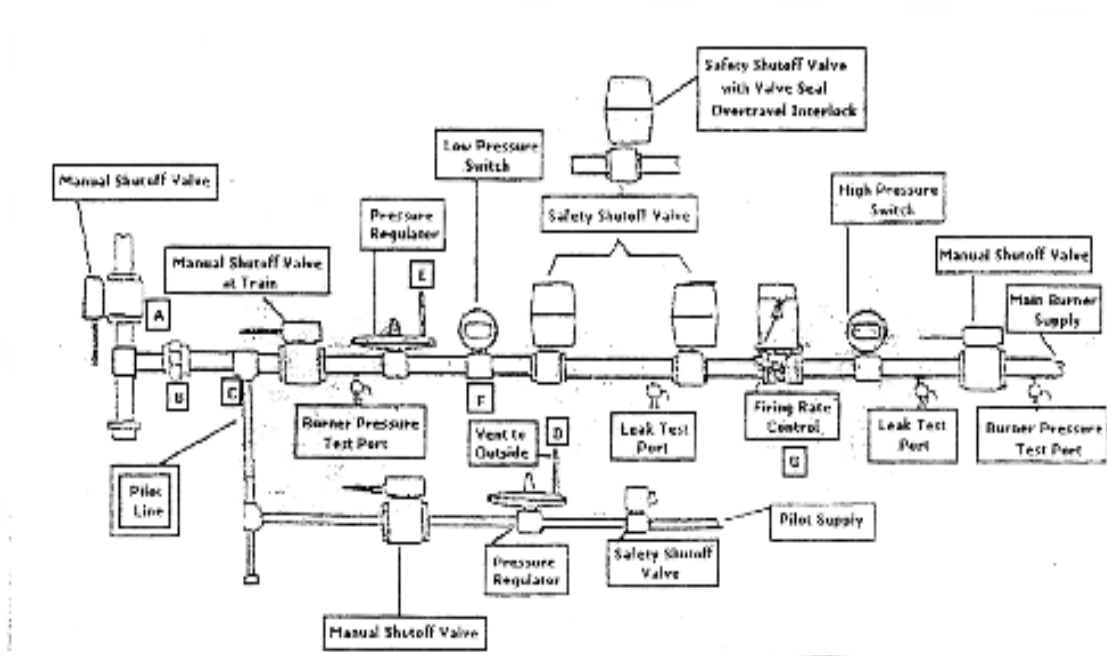 Safety Shutoff Valve
with Valve Seal
Overtravel Interlock
Low Pressure
Switch
Manual Shutoff Valve
Safety Shutoff Valve
High Pressure
Switch
Pressure
Regulator
Manual Shutoff Valve
at Train
E
Manual Shutoff Valve
Main Burner
Supply
A
B
C
F
Burner Pressure
Test Port
Vent to
Outside
D
Leak Test
Port
Firing Rate
Control
G
Leak Test
Port
Burner Pressure
Test Port
Pilot
Line
Pilot Supply
Pressure
Regulator
Safety Shutoff
Valve
Manual Shutoff Valve